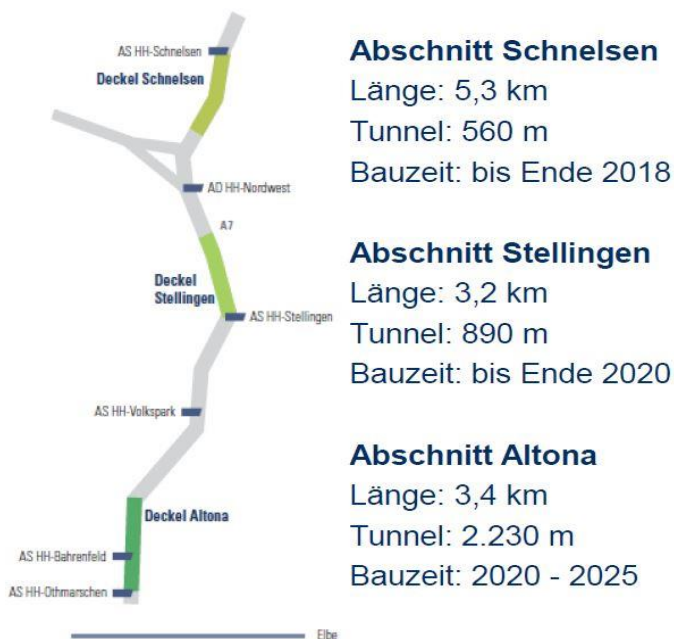 AS HH-Schnelsen
Deckel Schnelsen
AD HH-Nordwest
A7
Deckel
Stellingen
AS HH-Stellingen
AS HH-Volkspark
Deckel Altona
AS HH-Bahrenfeld
AS HH-Othmarschen
Elbe
Abschnitt Schnelsen
Länge: 5,3 km
Tunnel: 560 m
Bauzeit: bis Ende 2018
Abschnitt Stellingen
Länge: 3,2 km
Tunnel: 890 m
Bauzeit: bis Ende 2020
Abschnitt Altona
Länge: 3,4 km
Tunnel: 2.230 m
Bauzeit: 2020 - 2025